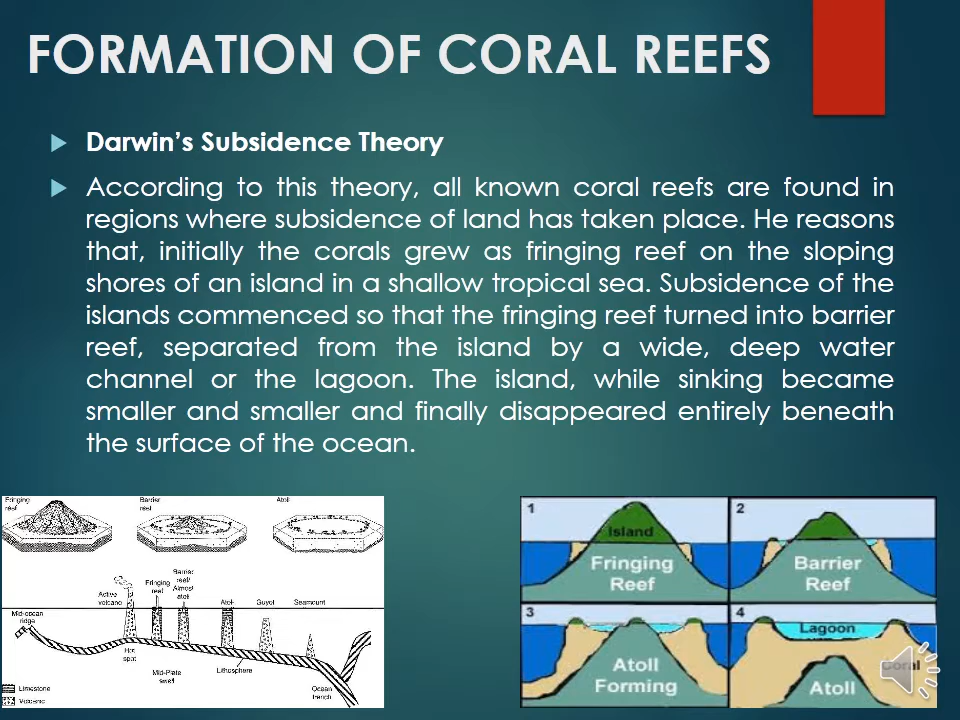 FORMATION OF CORAL REEFS
Darwin's Subsidence Theory
According to this theory, all known coral reefs are found in
regions where subsidence of land has taken place. He reasons
that, initially the corals grew as fringing reef on the sloping
shores of an island in a shallow tropical sea. Subsidence of the
islands commenced so that the fringing reef turned into barrier
reef, separated from the island by a wide, deep water
channel or the lagoon. The island, while sinking became
smaller and smaller and finally disappeared entirely beneath
the surface of the ocean.
Fringing
reef
Barrier
reef
Atoll
Active
volcano
Fringing
reef
Barrier
reef/
Almost
atoll
Atoll
Guyot
Seamount
Mid-ocean
ridge
Hot
spot
Mid-Plate
swell
Lithosphere
Ocean
trench
Limestone
Volcanic
1
Island
Fringing
Reef
2
Barrier
Reef
3
Atoll
Forming
4
Lagoon
Coral
Atoll